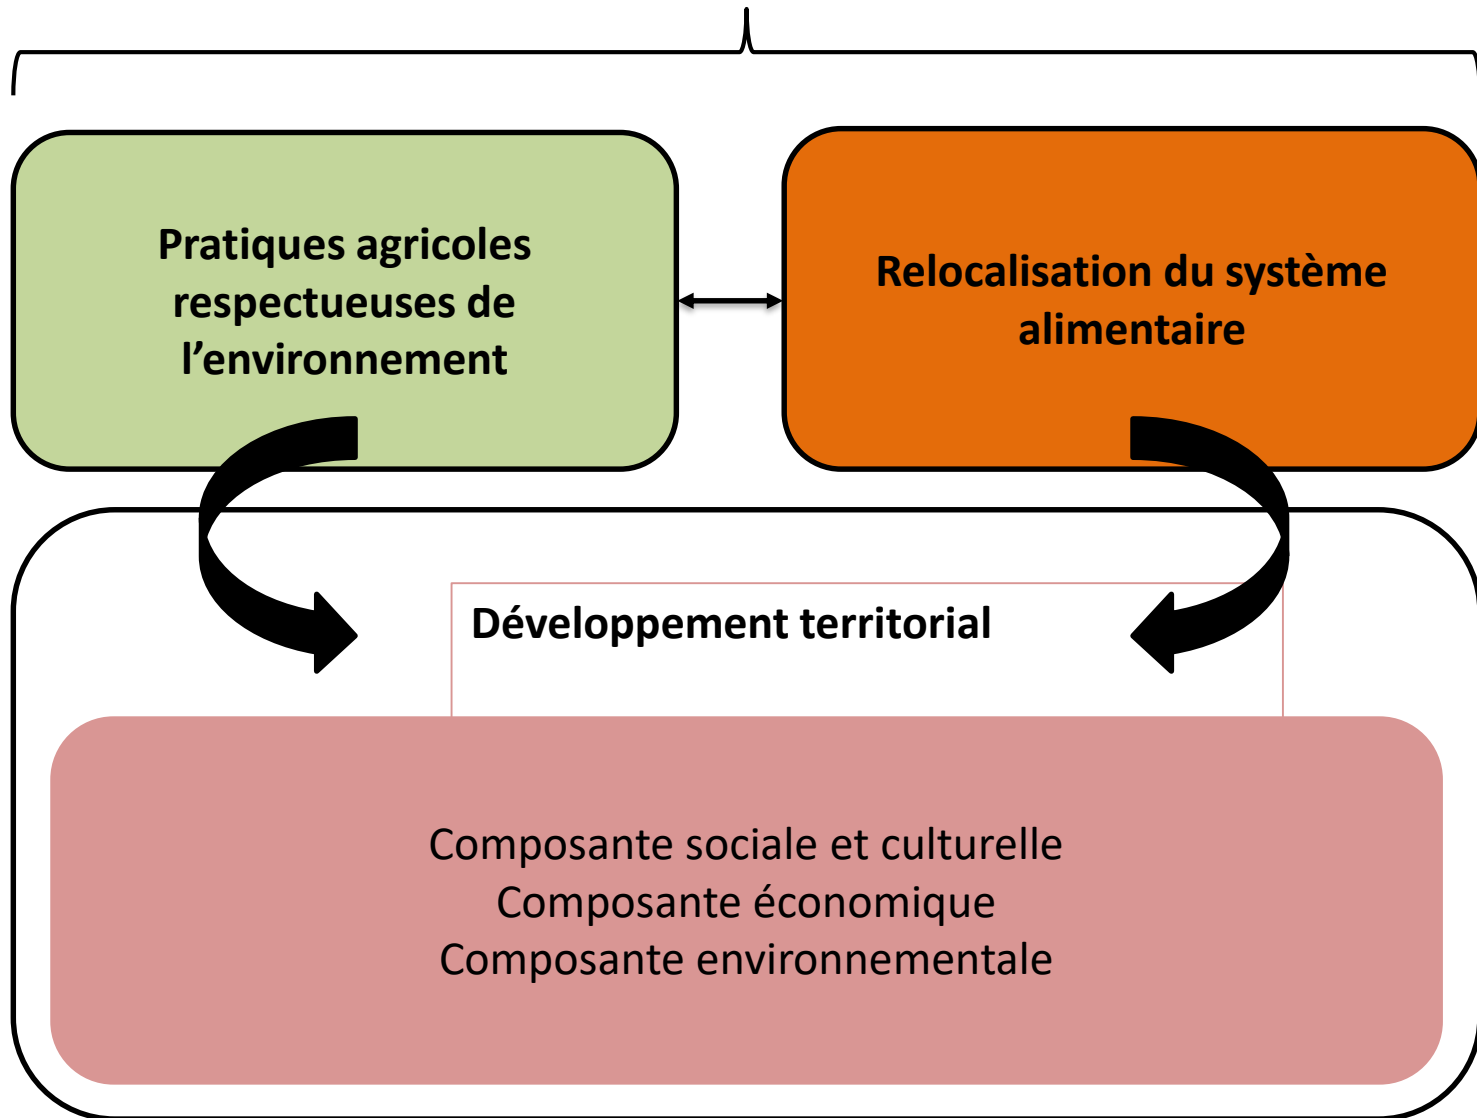 Pratiques agricoles
respectueuses de
l’environnement
Relocalisation du système
alimentaire
Développement territorial
Composante sociale et culturelle
Composante économique
Composante environnementale